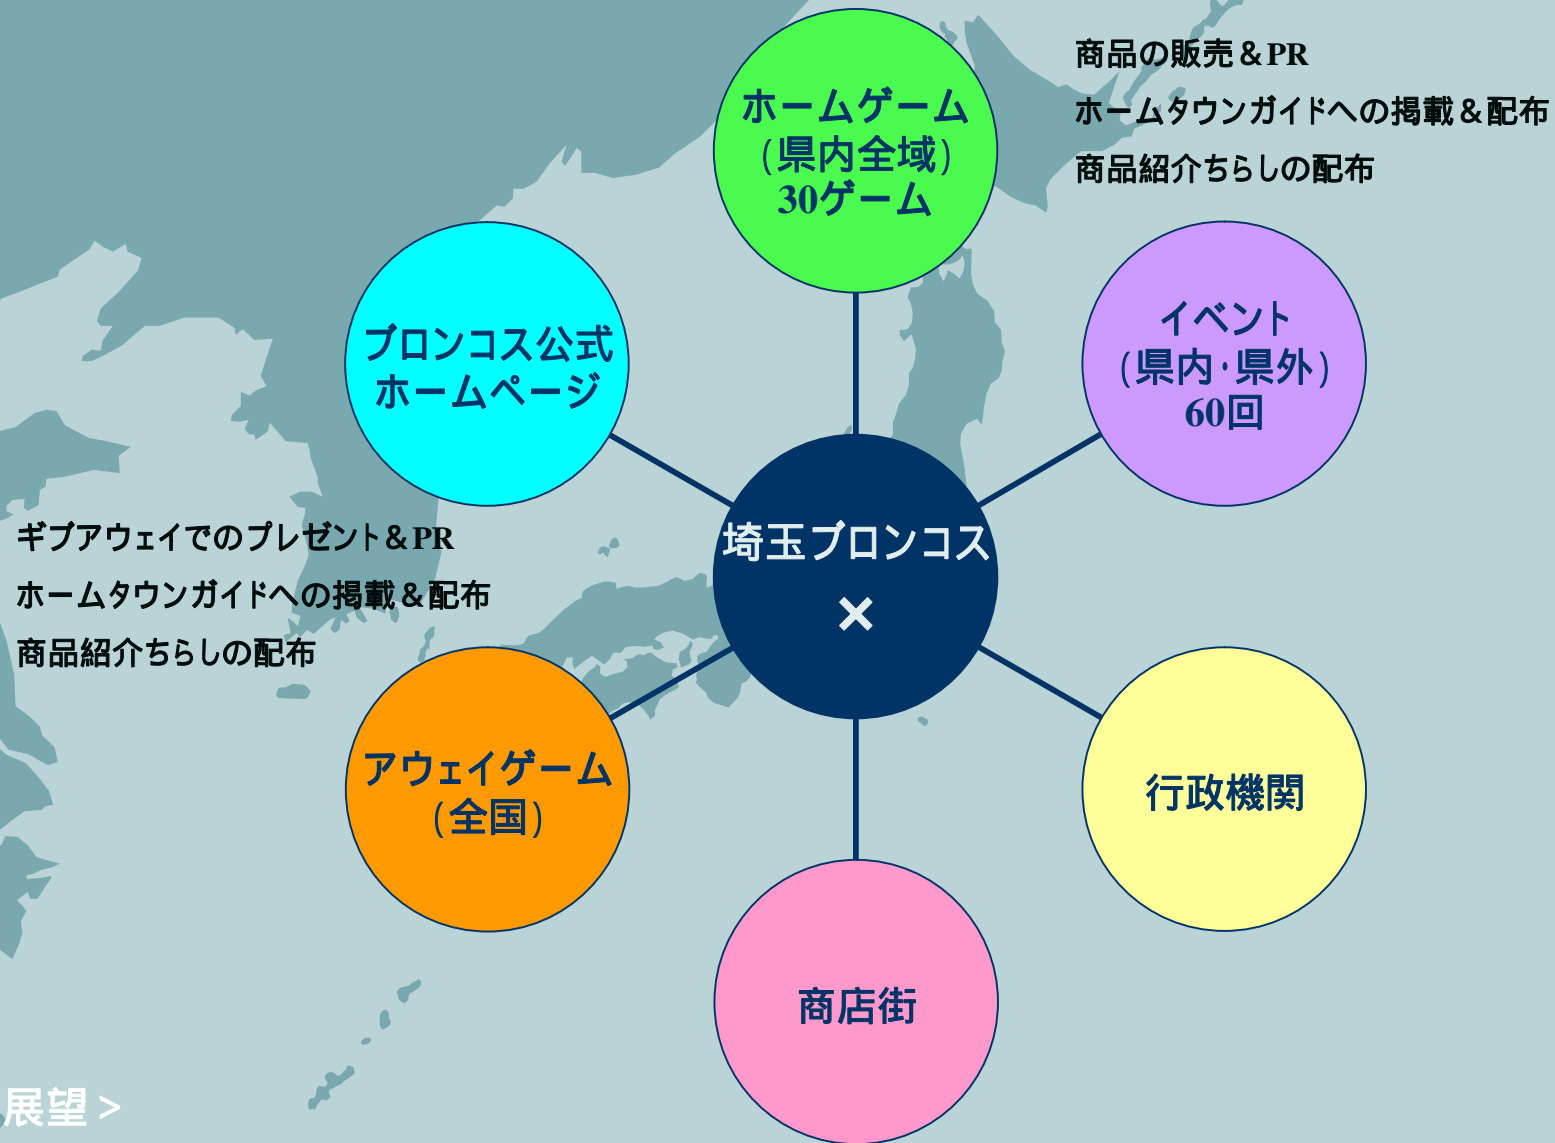 ホームゲーム
(県内全域)
30ゲーム
商品の販売&PR
ホームタウンガイドへの掲載&配布
商品紹介ちらしの配布
ブロンコス公式
ホームページ
イベント
(県内・県外)
60回
埼玉ブロンコス
×
ギブアウェイでのプレゼント&PR
ホームタウンガイドへの掲載&配布
商品紹介ちらしの配布
アウェイゲーム
(全国)
行政機関
商店街
展望>